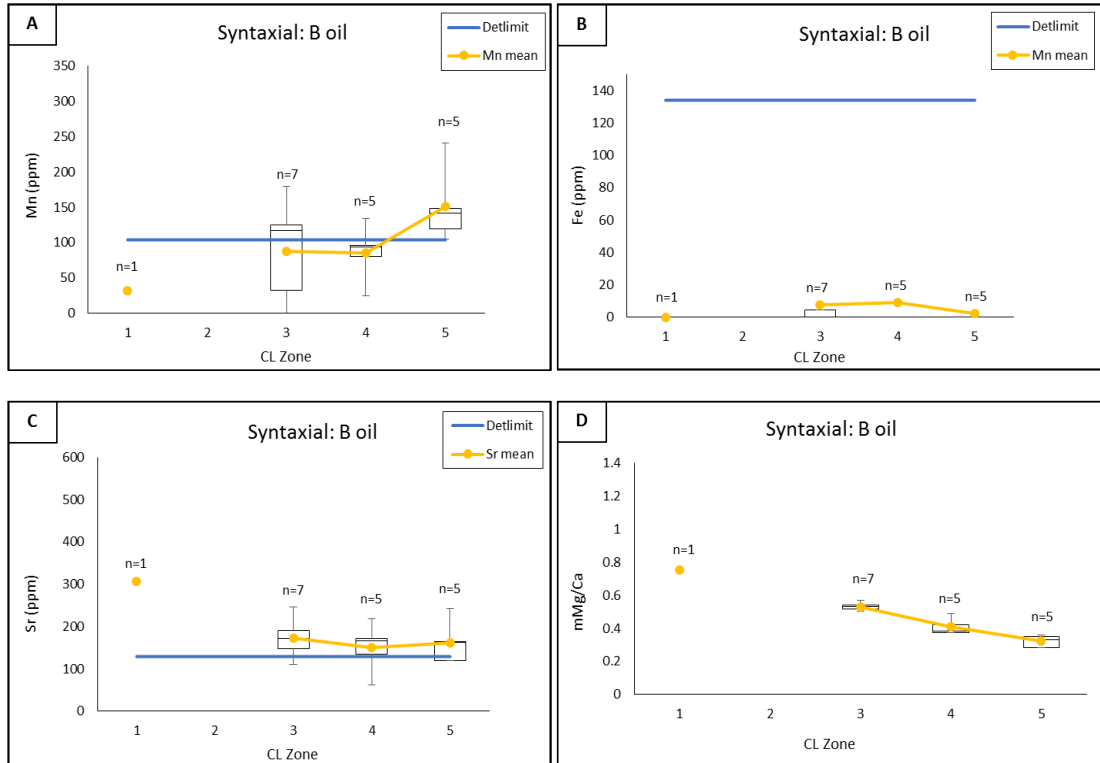 A
Syntaxial: B oil
Detlimit
Mn mean
350
300
250
200
150
100
50
0
Mn (ppm)
n=1
n=7
n=5
n=5
1 2 3 4 5
CL Zone
B
Syntaxial: B oil
Detlimit
Mn mean
140
120
100
80
60
40
20
0
Fe (ppm)
n=1
n=7
n=5
n=5
1 2 3 4 5
CL Zone
C
Syntaxial: B oil
Detlimit
Sr mean
600
500
400
300
200
100
0
Sr (ppm)
n=1
n=7
n=5
n=5
1 2 3 4 5
CL Zone
D
Syntaxial: B oil
1.4
1.2
1
0.8
0.6
0.4
0.2
0
mMg/Ca
n=1
n=7
n=5
n=5
1 2 3 4 5
CL Zone